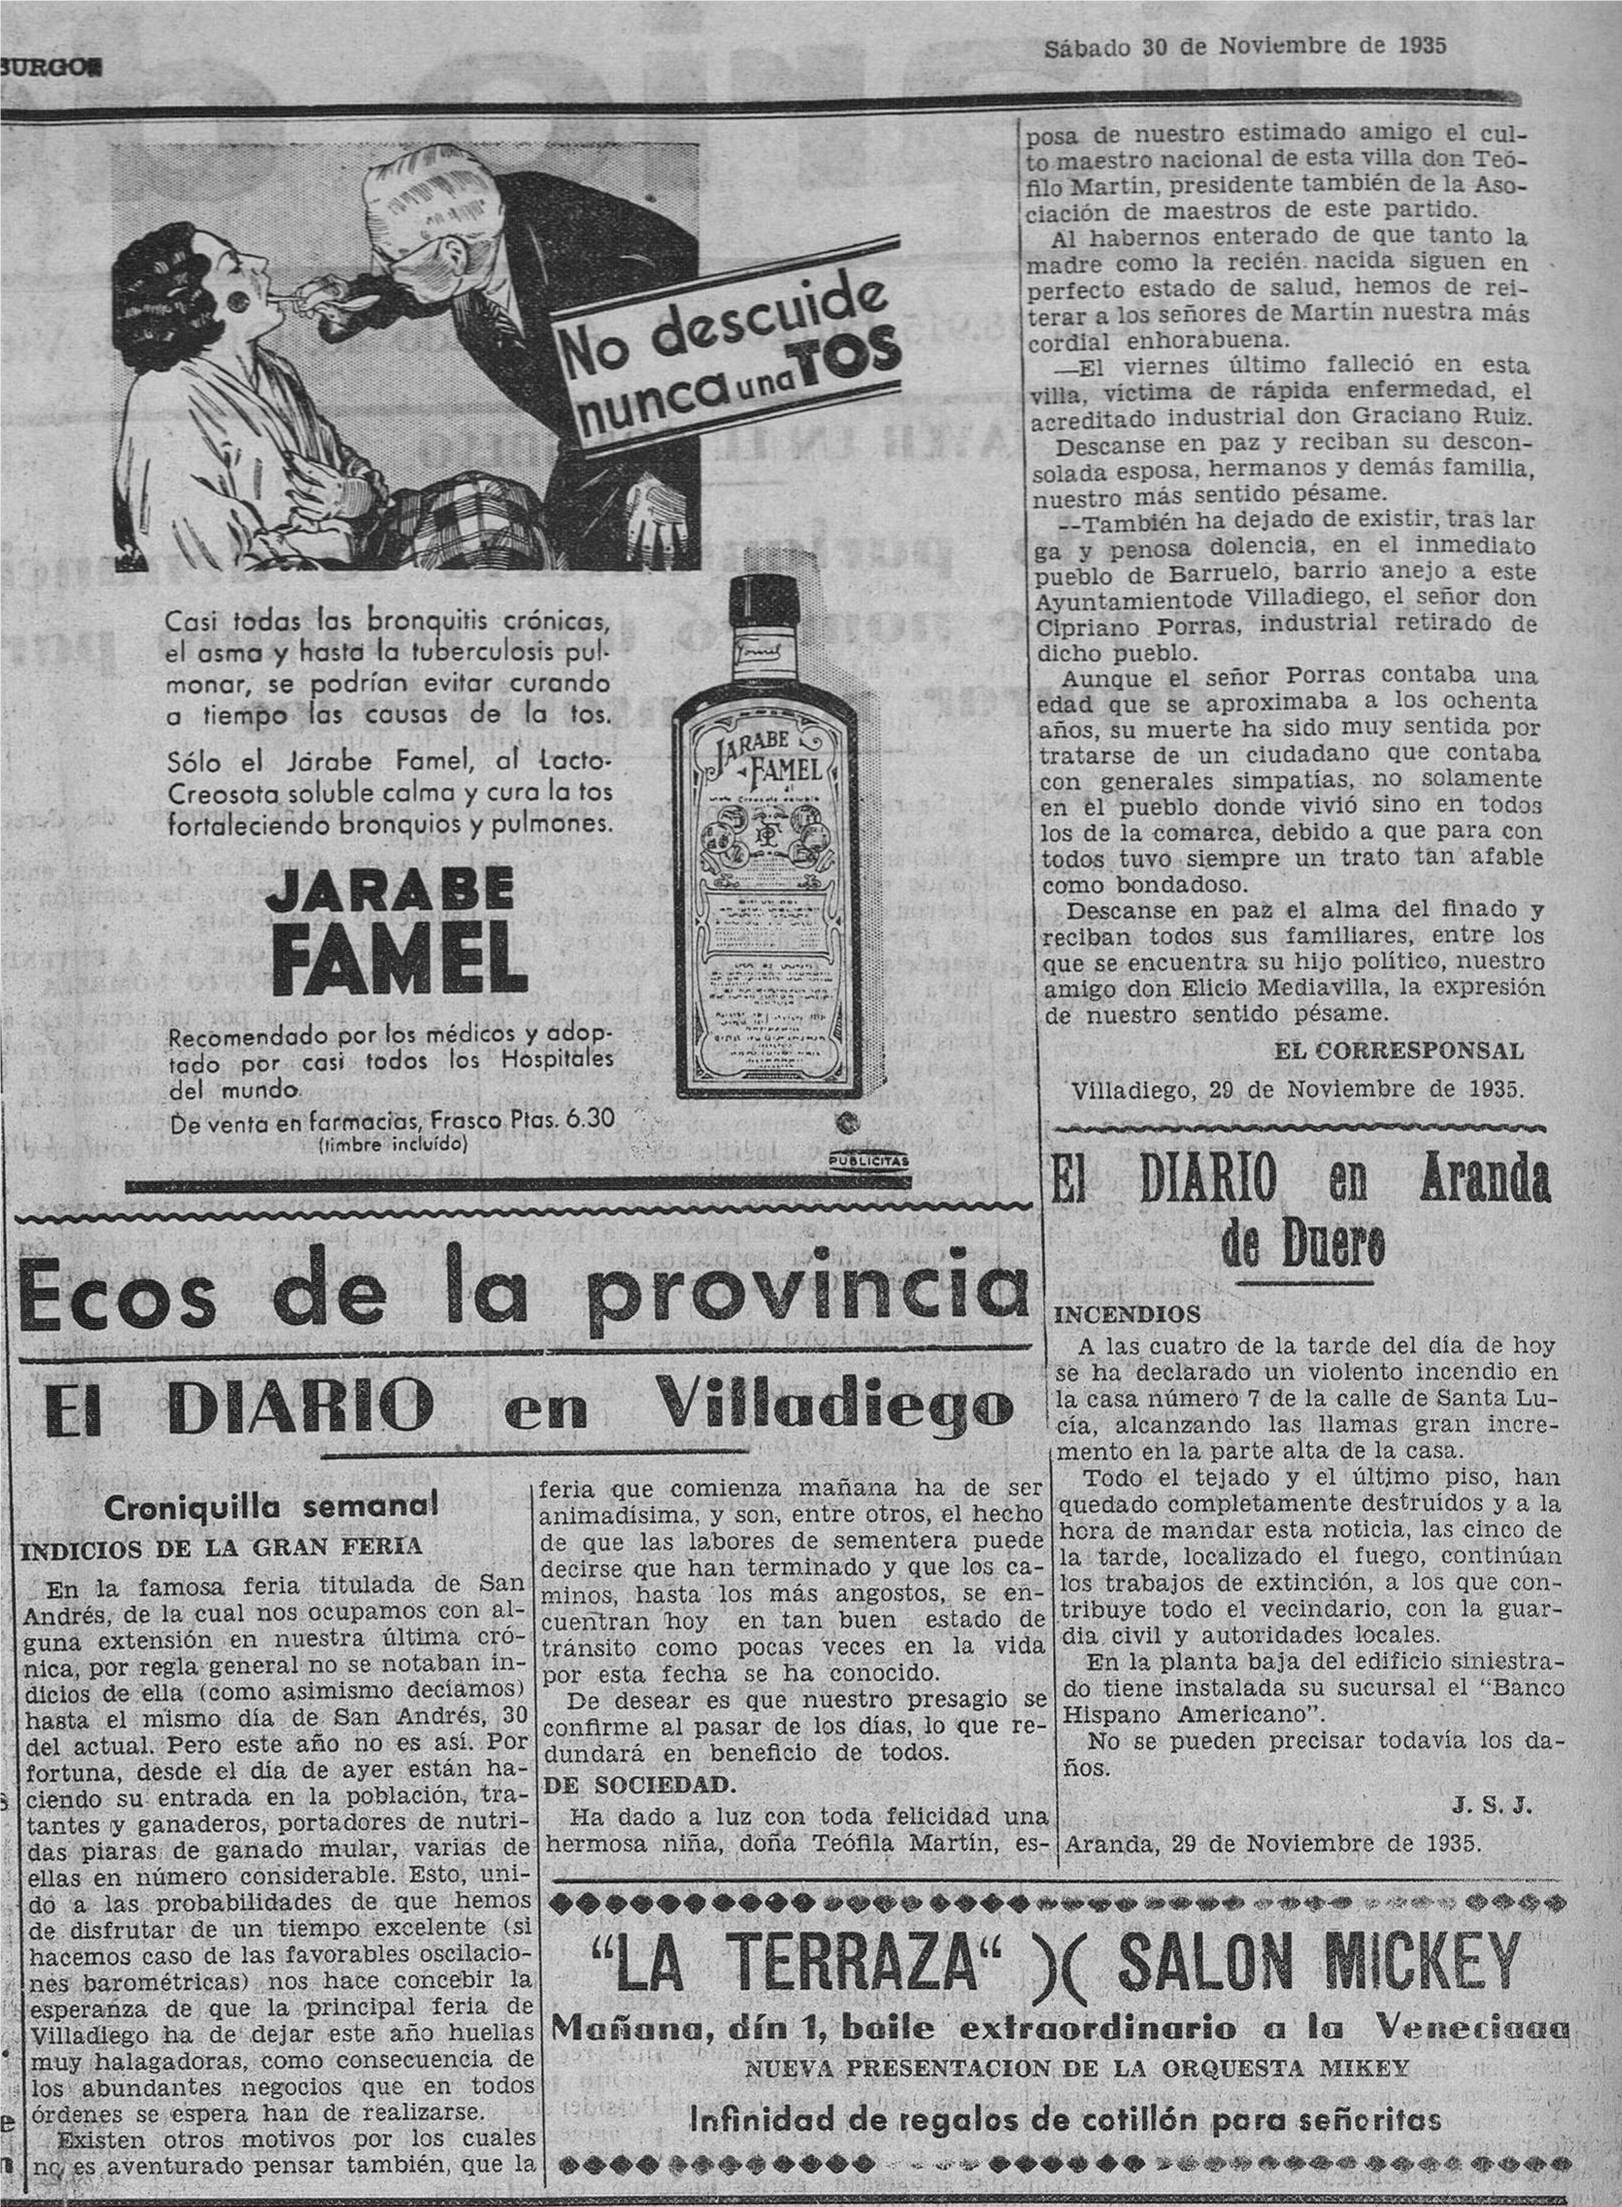 BURGOS
Sábado 30 de Noviembre de 1935
No descuide
nunca una TOS
Casi todas las bronquitis crónicas,
el asma y hasta la tuberculosis pul-
monar, se podrían evitar curando
a tiempo las causas de la tos.
Sólo el Jarabe Famel, al Lacto-
Creosota soluble calma y cura la tos
fortaleciendo bronquios y pulmones.
JARABE
FAMEL
Recomendado por los médicos y adop-
tado por casi todos los Hospitales
del mundo.
De venta en farmacias, Frasco Ptas. 6.30
(timbre incluído)
Famel
JARABE
FAMEL
al
PUBLICITAS
Ecos de la provincia
El DIARIO en Villadiego
Croniquilla semanal
INDICIOS DE LA GRAN FERIA
En la famosa feria titulada de San
Andrés, de la cual nos ocupamos con al-
guna extensión en nuestra última cró-
nica, por regla general no se notaban in-
dicios de ella (como asimismo decíamos)
hasta el mismo día de San Andrés, 30
del actual. Pero este año no es así. Por
fortuna, desde el día de ayer están ha-
ciendo su entrada en la población, tra-
tantes y ganaderos, portadores de nutri-
das piaras de ganado mular, varias de
ellas en número considerable. Esto, uni-
do a las probabilidades de que hemos
de disfrutar de un tiempo excelente (si
hacemos caso de las favorables oscilacio-
nes barométricas) nos hace concebir la
esperanza de que la principal feria de
Villadiego ha de dejar este año huellas
muy halagadoras, como consecuencia de
los abundantes negocios que en todos
órdenes se espera han de realizarse.
Existen otros motivos por los cuales
no es aventurado pensar también, que la
feria que comienza mañana ha de ser
animadísima, y son, entre otros, el hecho
de que las labores de sementera puede
decirse que han terminado y que los ca-
minos, hasta los más angostos, se en-
cuentran hoy en tan buen estado de
tránsito como pocas veces en la vida
por esta fecha se ha conocido.
De desear es que nuestro presagio se
confirme al pasar de los días, lo que re-
dundará en beneficio de todos.
DE SOCIEDAD.
Ha dado a luz con toda felicidad una
hermosa niña, doña Teófila Martín, es-
posa de nuestro estimado amigo el cul-
to maestro nacional de esta villa don Teó-
filo Martín, presidente también de la Aso-
ciación de maestros de este partido.
Al habernos enterado de que tanto la
madre como la recién nacida siguen en
perfecto estado de salud, hemos de rei-
terar a los señores de Martín nuestra más
cordial enhorabuena.
—El viernes último falleció en esta
villa, víctima de rápida enfermedad, el
acreditado industrial don Graciano Ruiz.
Descanse en paz y reciban su descon-
solada esposa, hermanos y demás familia,
nuestro más sentido pésame.
--También ha dejado de existir, tras lar
ga y penosa dolencia, en el inmediato
pueblo de Barruelo, barrio anejo a este
Ayuntamientode Villadiego, el señor don
Cipriano Porras, industrial retirado de
dicho pueblo.
Aunque el señor Porras contaba una
edad que se aproximaba a los ochenta
años, su muerte ha sido muy sentida por
tratarse de un ciudadano que contaba
con generales simpatías, no solamente
en el pueblo donde vivió sino en todos
los de la comarca, debido a que para con
todos tuvo siempre un trato tan afable
como bondadoso.
Descanse en paz el alma del finado y
reciban todos sus familiares, entre los
que se encuentra su hijo político, nuestro
amigo don Elicio Mediavilla, la expresión
de nuestro sentido pésame.
EL CORRESPONSAL
Villadiego, 29 de Noviembre de 1935.
El DIARIO en Aranda
de Duero
INCENDIOS
A las cuatro de la tarde del día de hoy
se ha declarado un violento incendio en
la casa número 7 de la calle de Santa Lu-
cía, alcanzando las llamas gran incre-
mento en la parte alta de la casa.
Todo el tejado y el último piso, han
quedado completamente destruídos y a la
hora de mandar esta noticia, las cinco de
la tarde, localizado el fuego, continúan
los trabajos de extinción, a los que con-
tribuye todo el vecindario, con la guar-
dia civil y autoridades locales.
En la planta baja del edificio siniestra-
do tiene instalada su sucursal el "Banco
Hispano Americano".
No se pueden precisar todavía los da-
ños.
J. S. J.
Aranda, 29 de Noviembre de 1935.
"LA TERRAZA" )( SALON MICKEY
Mañana, dín 1, baile extraordinario a la Veneciana
NUEVA PRESENTACION DE LA ORQUESTA MIKEY
Infinidad de regalos de cotillón para señoritas